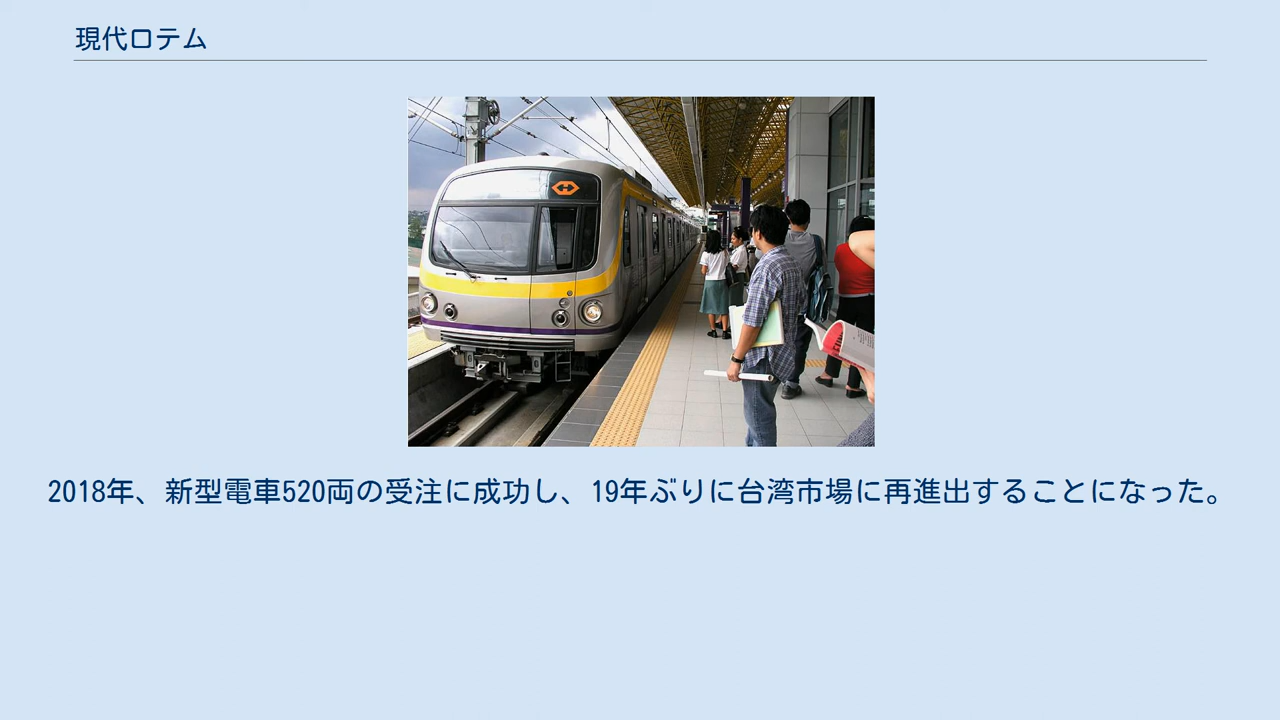 現代ロテム
2018年、新型電車520両の受注に成功し、19年ぶりに台湾市場に再進出することになった。